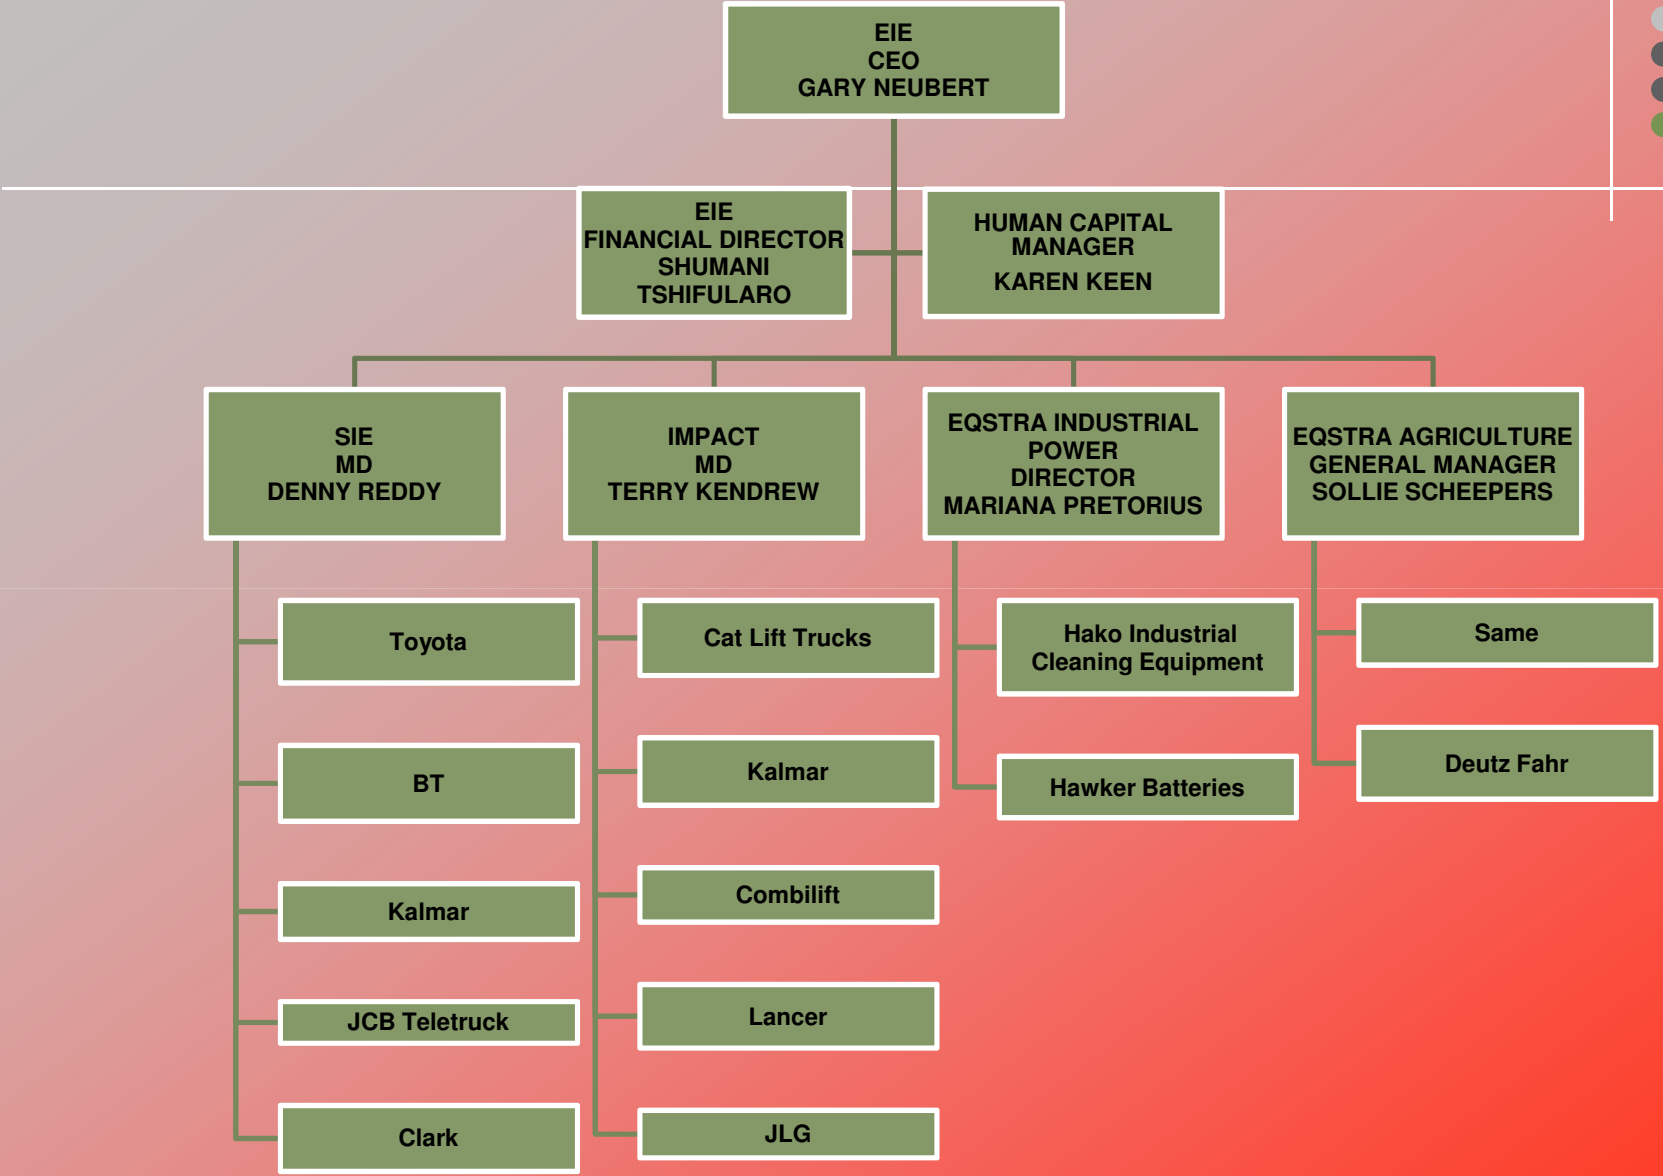 EIE
CEO
GARY NEUBERT
EIE
FINANCIAL DIRECTOR
SHUMANI
TSHIFULARO
HUMAN CAPITAL
MANAGER
KAREN KEEN
SIE
MD
DENNY REDDY
IMPACT
MD
TERRY KENDREW
EQSTRA INDUSTRIAL
POWER
DIRECTOR
MARIANA PRETORIUS
EQSTRA AGRICULTURE
GENERAL MANAGER
SOLLIE SCHEEPERS
Toyota
BT
Kalmar
JCB Teletruck
Clark
Cat Lift Trucks
Kalmar
Combilift
Lancer
JLG
Hako Industrial
Cleaning Equipment
Hawker Batteries
Same
Deutz Fahr